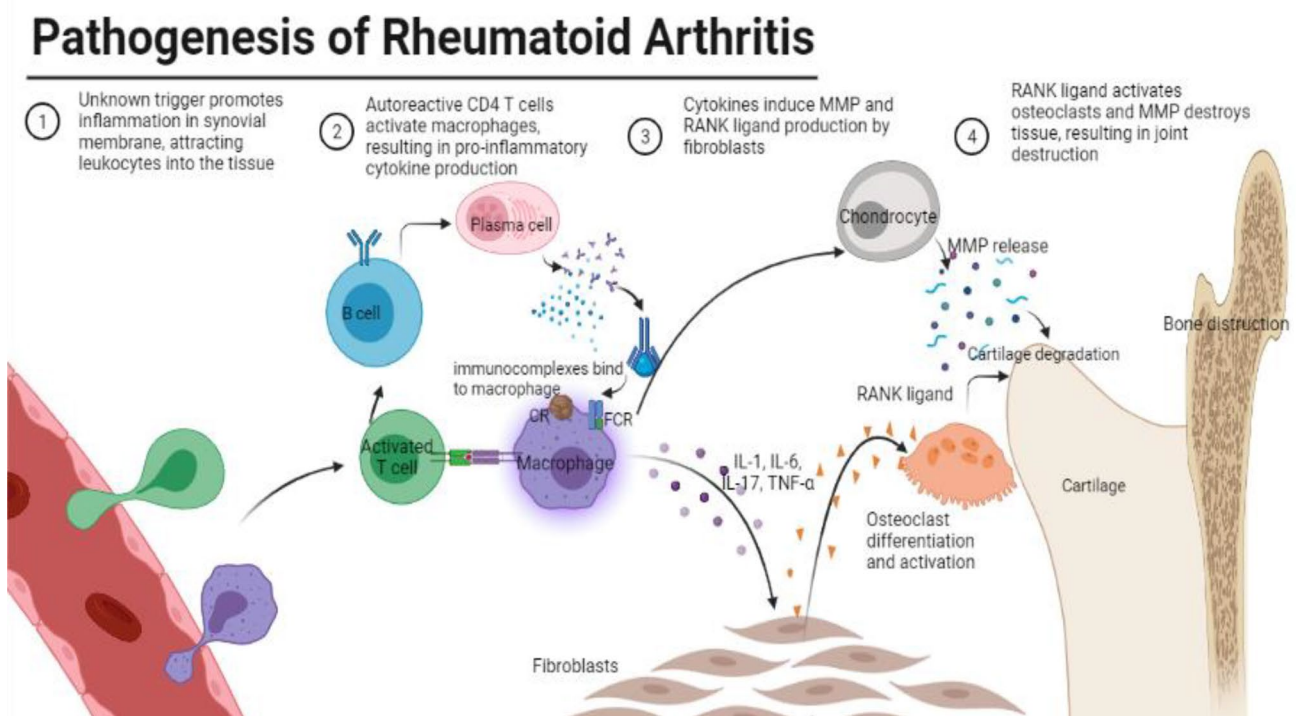 Pathogenesis of Rheumatoid Arthritis
1
Unknown trigger promotes
inflammation in synovial
membrane, attracting
leukocytes into the tissue
2
Autoreactive CD4 T cells
activate macrophages,
resulting in pro-inflammatory
cytokine production
3
Cytokines induce MMP and
RANK ligand production by
fibroblasts
4
RANK ligand activates
osteoclasts and MMP destroys
tissue, resulting in joint
destruction
Plasma cell
Chondrocyte
MMP release
B cell
Bone distruction
Cartilage degradation
immunocomplexes bind
to macrophage
RANK ligand
CR
FCR
Activated
T cell
Macrophage
IL-1, IL-6,
IL-17, TNF-α
Cartilage
Osteoclast
differentiation
and activation
Fibroblasts